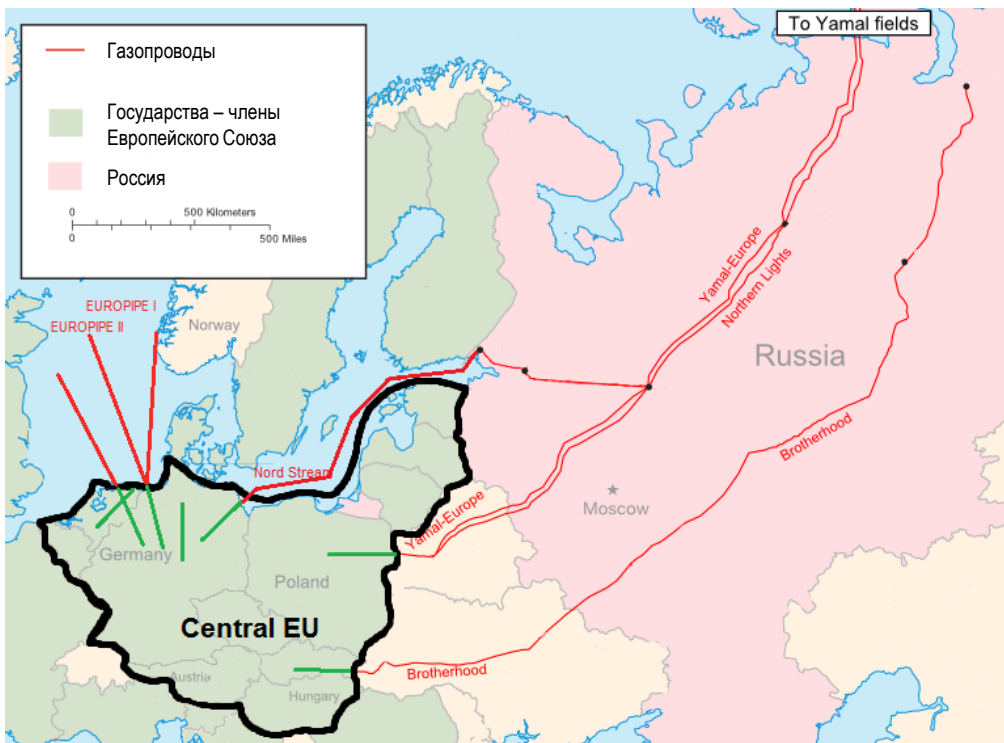 To Yamal fields
Газопроводы
Государства – члены
Европейского Союза
Россия
0 500 Kilometers
0 500 Miles
EUROPIPE I
EUROPIPE II
Norway
Yamal-Europe
Northern Lights
Russia
Brotherhood
Nord Stream
Moscow
Yamal-Europe
Germany
Poland
Central EU
Brotherhood
Austria
Hungary